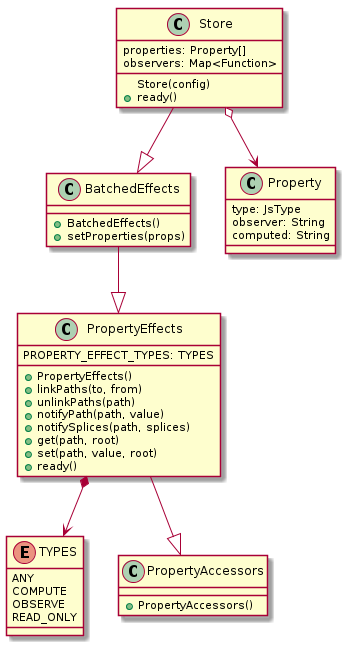 C Store
properties: Property[]
observers: Map<Function>
Store(config)
ready()
C BatchedEffects
BatchedEffects()
setProperties(props)
C Property
type: JsType
observer: String
computed: String
C PropertyEffects
PROPERTY_EFFECT_TYPES: TYPES
PropertyEffects()
linkPaths(to, from)
unlinkPaths(path)
notifyPath(path, value)
notifySplices(path, splices)
get(path, root)
set(path, value, root)
ready()
E TYPES
ANY
COMPUTE
OBSERVE
READ_ONLY
C PropertyAccessors
PropertyAccessors()